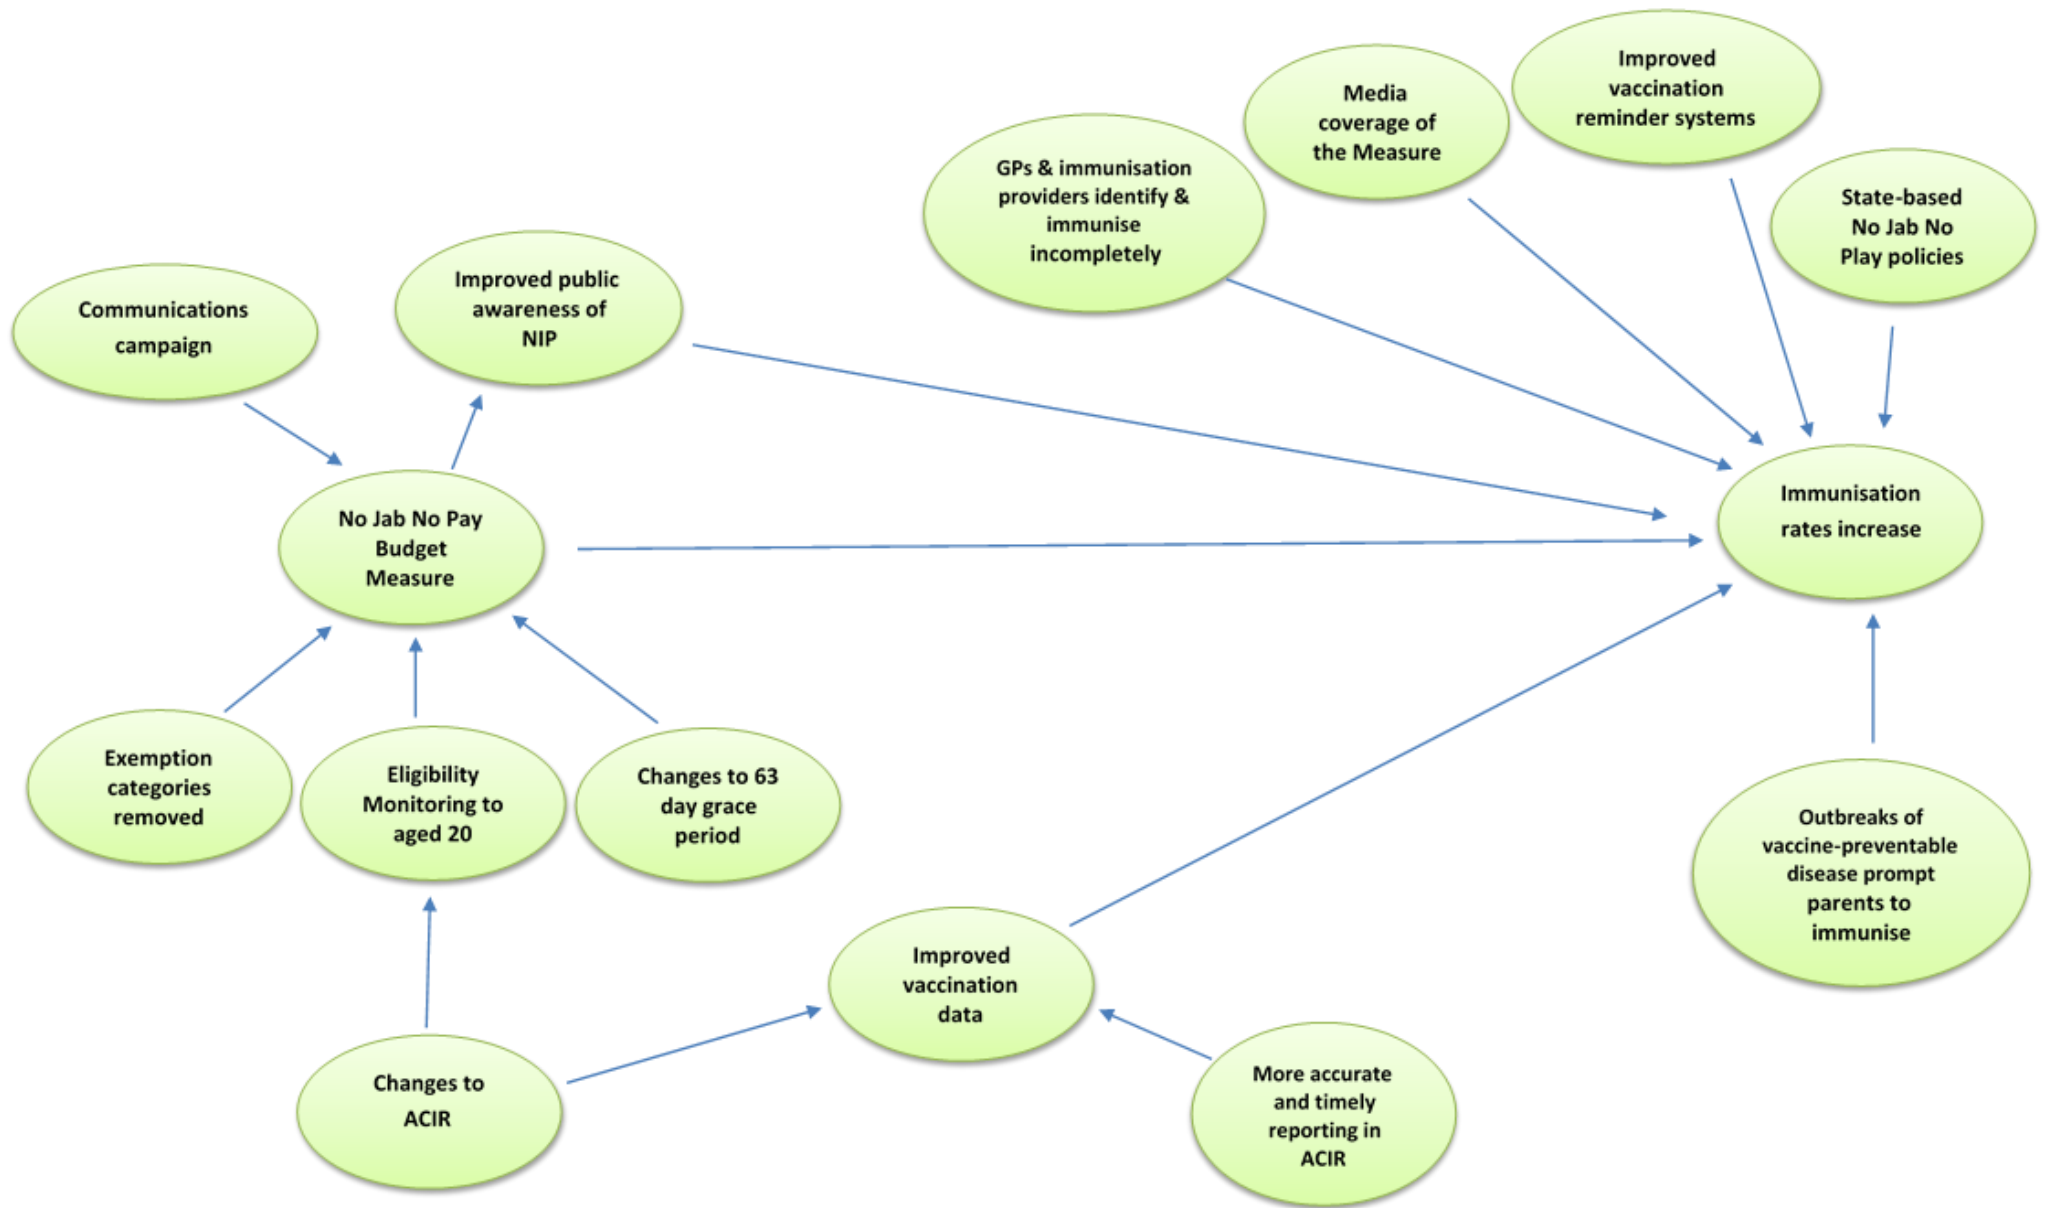 Improved
vaccination
reminder systems
Media
coverage of
the Measure
GPs & immunisation
providers identify &
immunise
incompletely
State-based
No Jab No
Play policies
Improved public
awareness of
NIP
Communications
campaign
No Jab No Pay
Budget
Measure
Immunisation
rates increase
Exemption
categories
removed
Eligibility
Monitoring to
aged 20
Changes to 63
day grace
period
Outbreaks of
vaccine-preventable
disease prompt
parents to
immunise
Improved
vaccination
data
Changes to
ACIR
More accurate
and timely
reporting in
ACIR